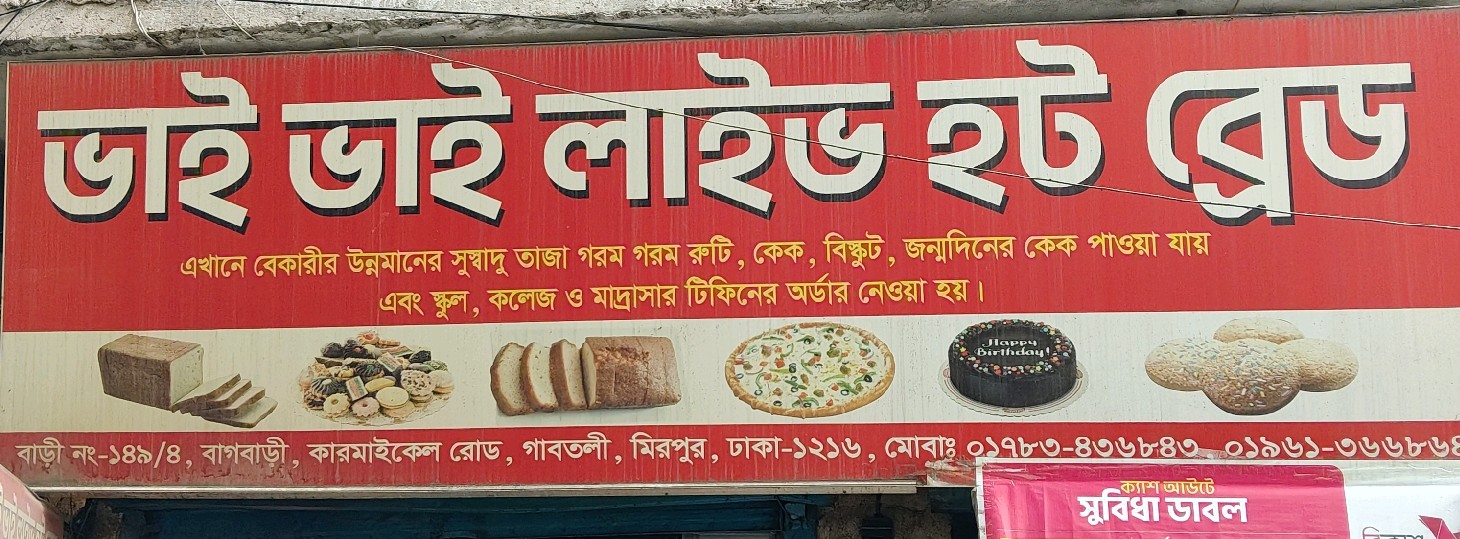 ভাই ভাই লাইভ হট ব্রেড
এখানে বেকারীর উন্নমানের সুস্বাদু তাজা গরম গরম রুটি, কেক, বিস্কুট, জন্মদিনের কেক পাওয়া যায়
এবং স্কুল, কলেজ ও মাদ্রাসার টিফিনের অর্ডার নেওয়া হয়।
Happy
Birthday!
বাড়ী নং-১৪৯/৪, বাগবাড়ী, কারমাইকেল রোড, গাবতলী, মিরপুর, ঢাকা-১২১৬, মোবাঃ ০১৭৮৩-৪৩৬৮৪৩, ০১৯৬১-৩৬৬৮৬৪
ক্যাশ আউটে
সুবিধা ডাবল